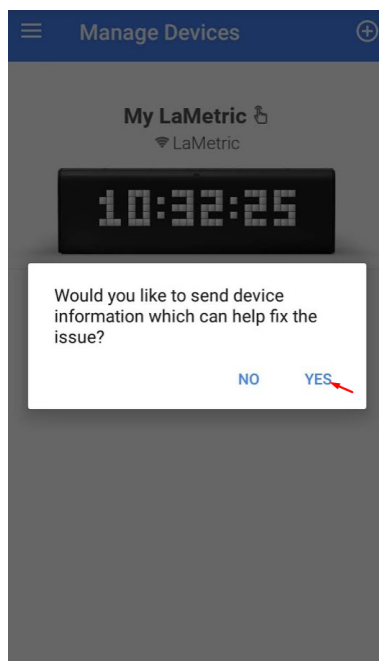 Manage Devices
My LaMetric
LaMetric
10:32:25
Would you like to send device
information which can help fix the
issue?
NO YES